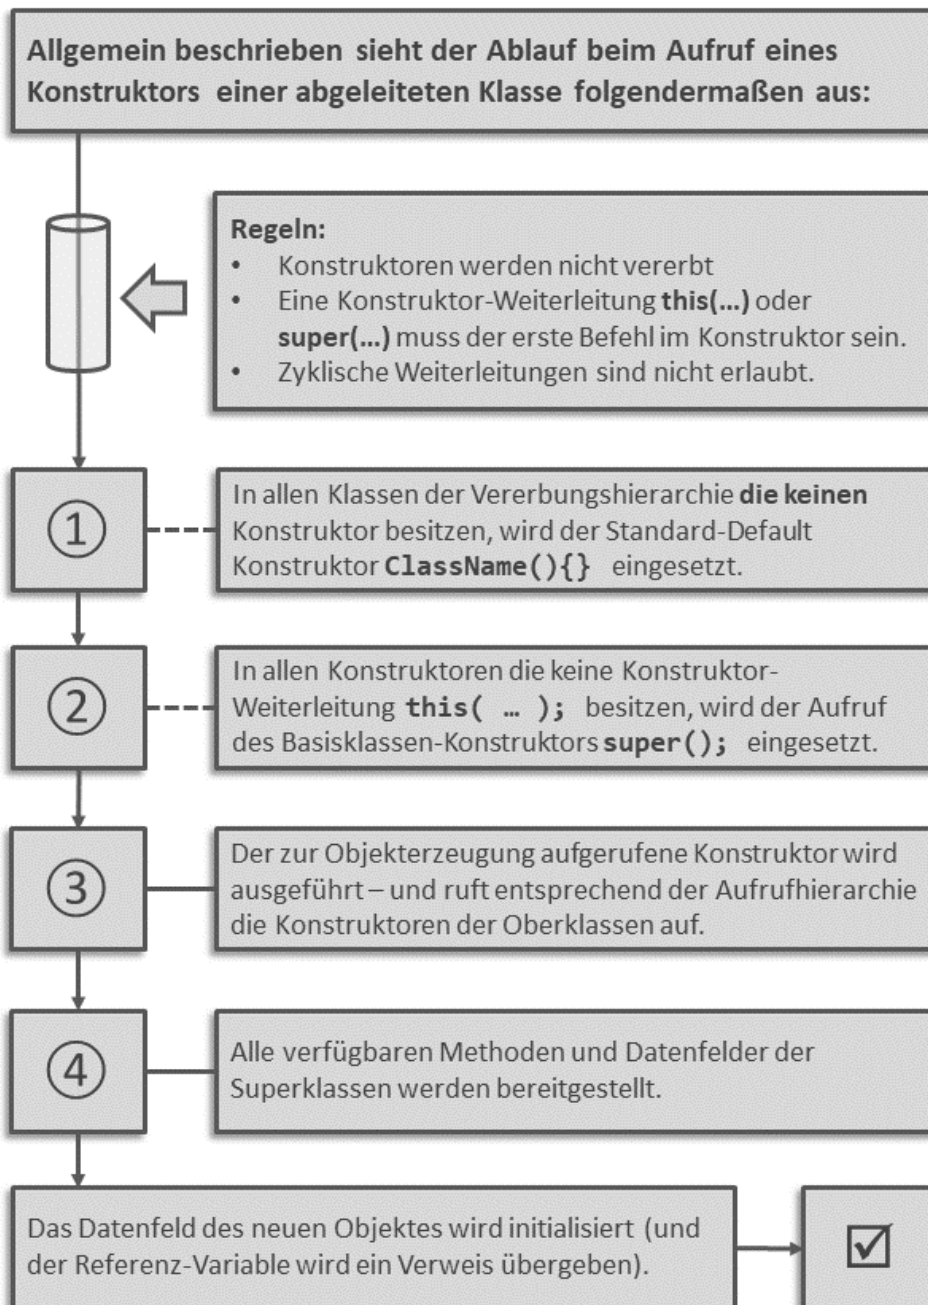 Allgemein beschrieben sieht der Ablauf beim Aufruf eines
Konstruktors einer abgeleiteten Klasse folgendermaßen aus:
Regeln:
• Konstruktoren werden nicht vererbt
• Eine Konstruktor-Weiterleitung this(...) oder
super(...) muss der erste Befehl im Konstruktor sein.
• Zyklische Weiterleitungen sind nicht erlaubt.
①
In allen Klassen der Vererbungshierarchie die keinen
Konstruktor besitzen, wird der Standard-Default
Konstruktor ClassName(){} eingesetzt.
②
In allen Konstruktoren die keine Konstruktor-
Weiterleitung this( … ); besitzen, wird der Aufruf
des Basisklassen-Konstruktors super(); eingesetzt.
③
Der zur Objekterzeugung aufgerufene Konstruktor wird
ausgeführt – und ruft entsprechend der Aufrufhierarchie
die Konstruktoren der Oberklassen auf.
④
Alle verfügbaren Methoden und Datenfelder der
Superklassen werden bereitgestellt.
Das Datenfeld des neuen Objektes wird initialisiert (und
der Referenz-Variable wird ein Verweis übergeben).